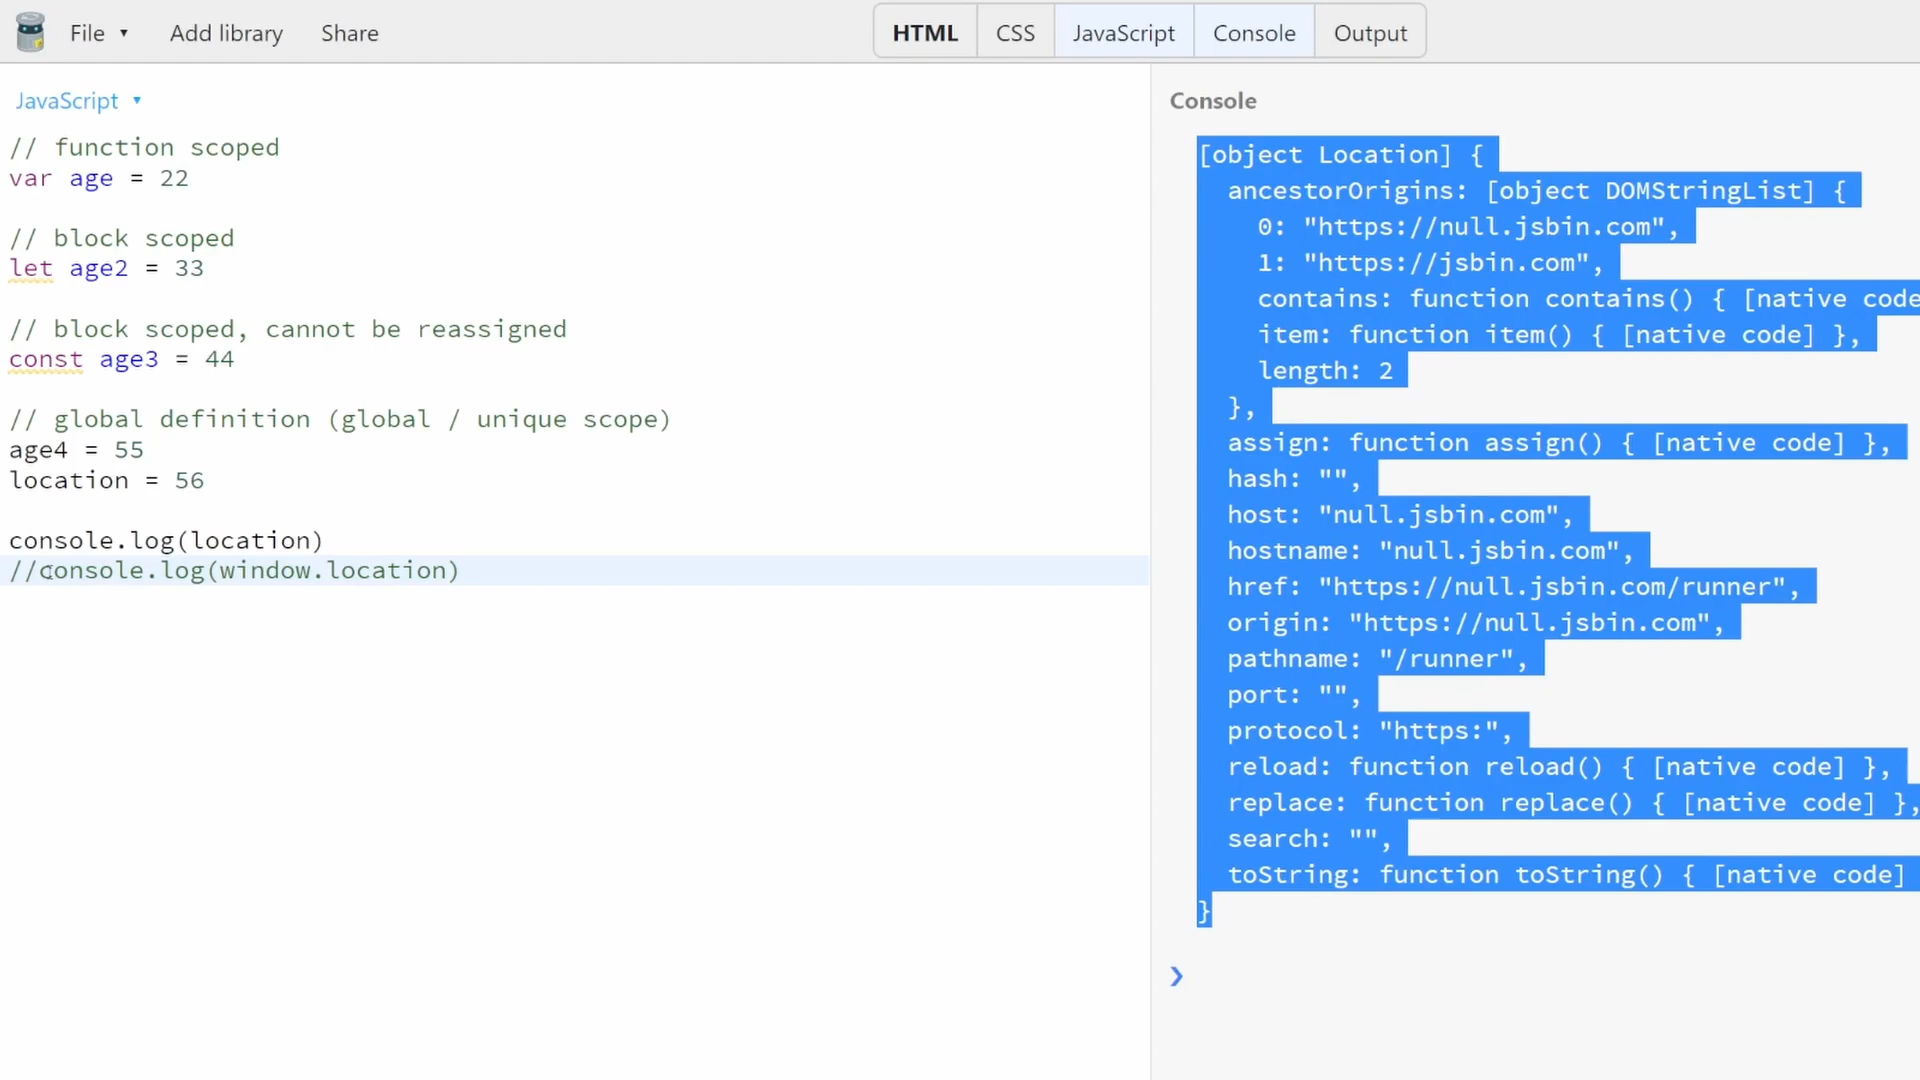 File ▼ Add library Share HTML CSS JavaScript Console Output
JavaScript ▼
// function scoped
var age = 22
// block scoped
let age2 = 33
// block scoped, cannot be reassigned
const age3 = 44
// global definition (global / unique scope)
age4 = 55
location = 56
console.log(location)
//console.log(window.location)
Console
[object Location] {
ancestorOrigins: [object DOMStringList] {
0: "https://null.jsbin.com",
1: "https://jsbin.com",
contains: function contains() { [native code
item: function item() { [native code] },
length: 2
},
assign: function assign() { [native code] },
hash: "",
host: "null.jsbin.com",
hostname: "null.jsbin.com",
href: "https://null.jsbin.com/runner",
origin: "https://null.jsbin.com",
pathname: "/runner",
port: "",
protocol: "https:",
reload: function reload() { [native code] },
replace: function replace() { [native code] },
search: "",
toString: function toString() { [native code]
}
❯